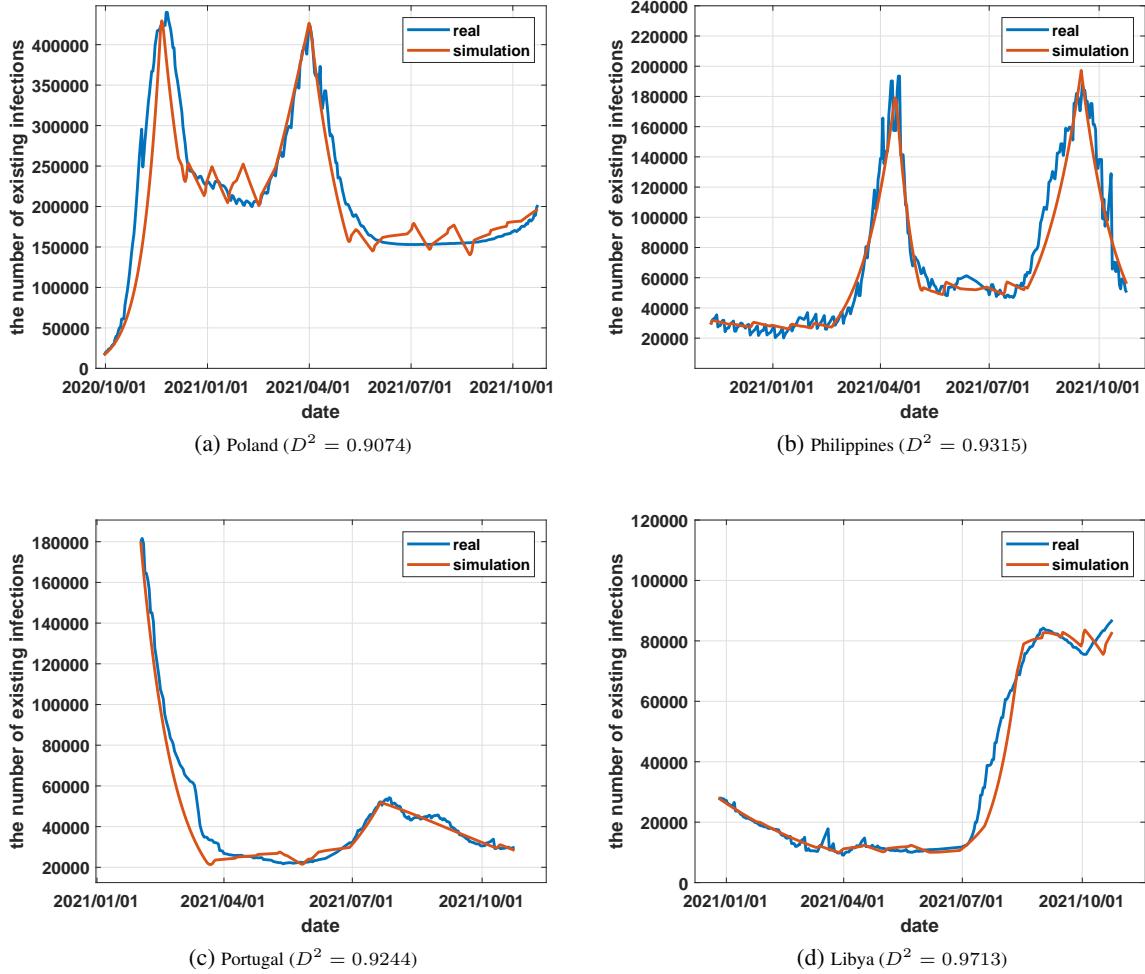 the number of existing infections
400000
350000
300000
250000
200000
150000
100000
50000
0
2020/10/01 2021/01/01 2021/04/01 2021/07/01 2021/10/01
date
real
simulation
(a) Poland (D² = 0.9074)
the number of existing infections
240000
220000
200000
180000
160000
140000
120000
100000
80000
60000
40000
20000
2021/01/01 2021/04/01 2021/07/01 2021/10/01
date
real
simulation
(b) Philippines (D² = 0.9315)
the number of existing infections
180000
160000
140000
120000
100000
80000
60000
40000
20000
2021/01/01 2021/04/01 2021/07/01 2021/10/01
date
real
simulation
(c) Portugal (D² = 0.9244)
the number of existing infections
120000
100000
80000
60000
40000
20000
0
2021/01/01 2021/04/01 2021/07/01 2021/10/01
date
real
simulation
(d) Libya (D² = 0.9713)